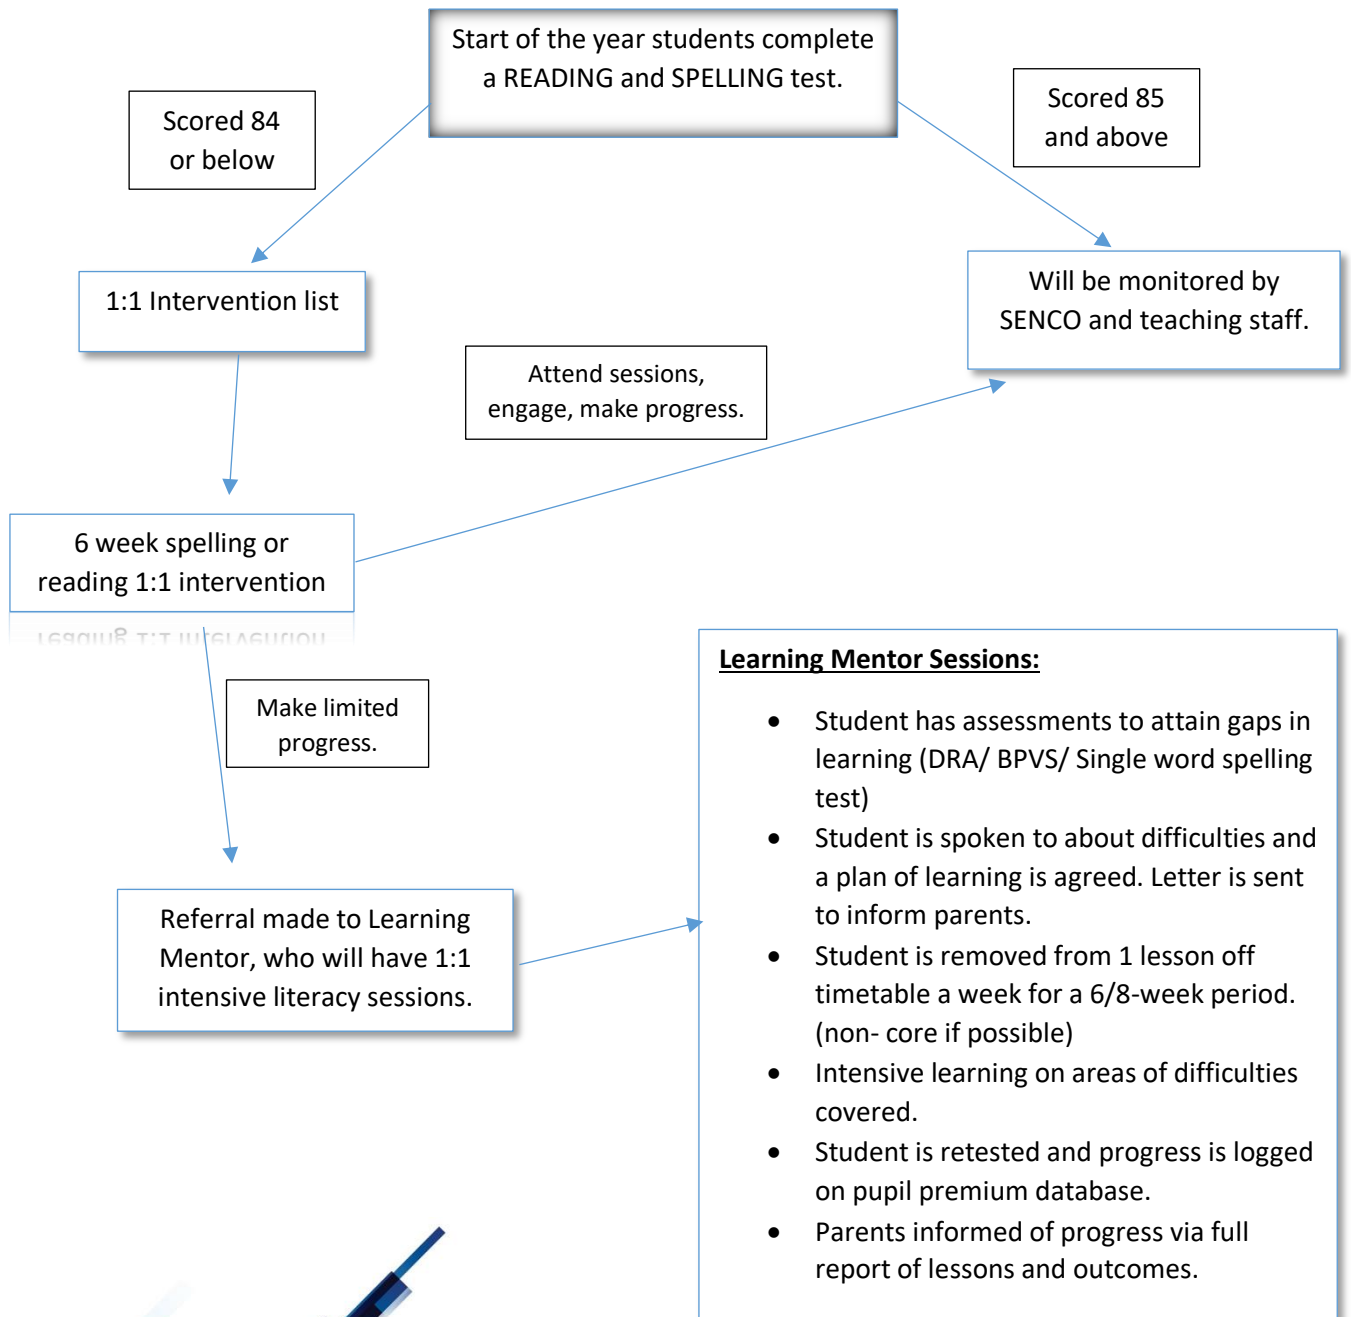 Start of the year students complete
a READING and SPELLING test.
Scored 84
or below
Scored 85
and above
1:1 Intervention list
Will be monitored by
SENCO and teaching staff.
Attend sessions,
engage, make progress.
6 week spelling or
reading 1:1 intervention
Make limited
progress.
Referral made to Learning
Mentor, who will have 1:1
intensive literacy sessions.
Learning Mentor Sessions:
• Student has assessments to attain gaps in
learning (DRA/ BPVS/ Single word spelling
test)
• Student is spoken to about difficulties and
a plan of learning is agreed. Letter is sent
to inform parents.
• Student is removed from 1 lesson off
timetable a week for a 6/8-week period.
(non- core if possible)
• Intensive learning on areas of difficulties
covered.
• Student is retested and progress is logged
on pupil premium database.
• Parents informed of progress via full
report of lessons and outcomes.